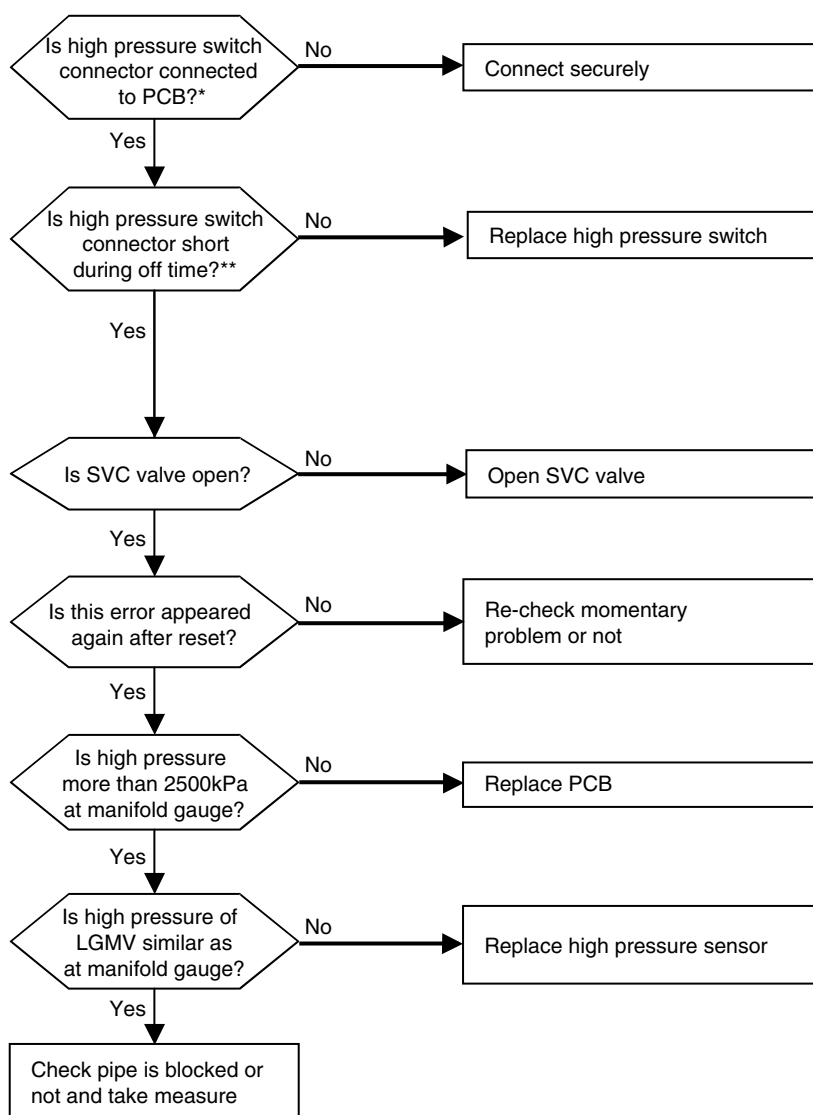 Is high pressure switch
connector connected
to PCB?*
No
Connect securely
Yes
Is high pressure switch
connector short
during off time?**
No
Replace high pressure switch
Yes
Is SVC valve open?
No
Open SVC valve
Yes
Is this error appeared
again after reset?
No
Re-check momentary
problem or not
Yes
Is high pressure
more than 2500kPa
at manifold gauge?
No
Replace PCB
Yes
Is high pressure of
LGMV similar as
at manifold gauge?
No
Replace high pressure sensor
Yes
Check pipe is blocked or
not and take measure